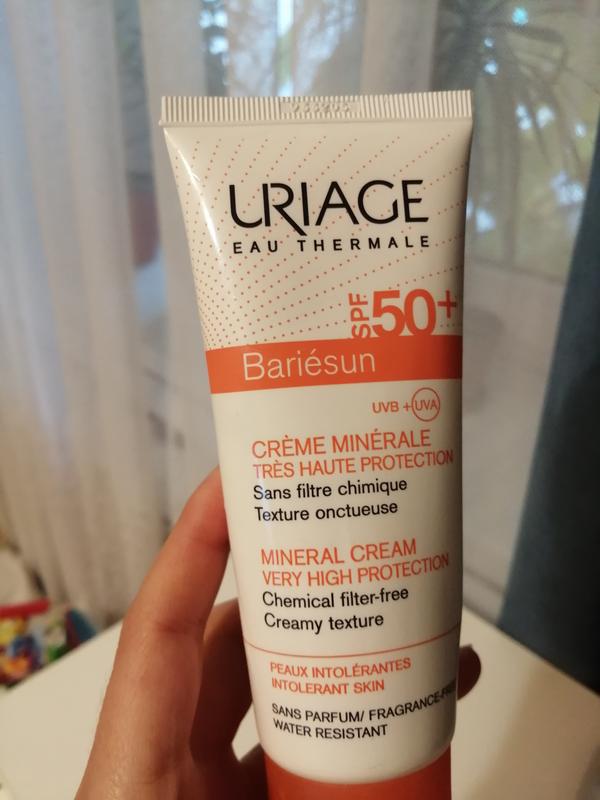 URIAGE
EAU THERMALE
SPF 50+
Bariésun
UVB + UVA
CRÈME MINÉRALE
TRÈS HAUTE PROTECTION
Sans filtre chimique
Texture onctueuse
MINERAL CREAM
VERY HIGH PROTECTION
Chemical filter-free
Creamy texture
PEAUX INTOLÉRANTES
INTOLERANT SKIN
SANS PARFUM/ FRAGRANCE-FREE
WATER RESISTANT